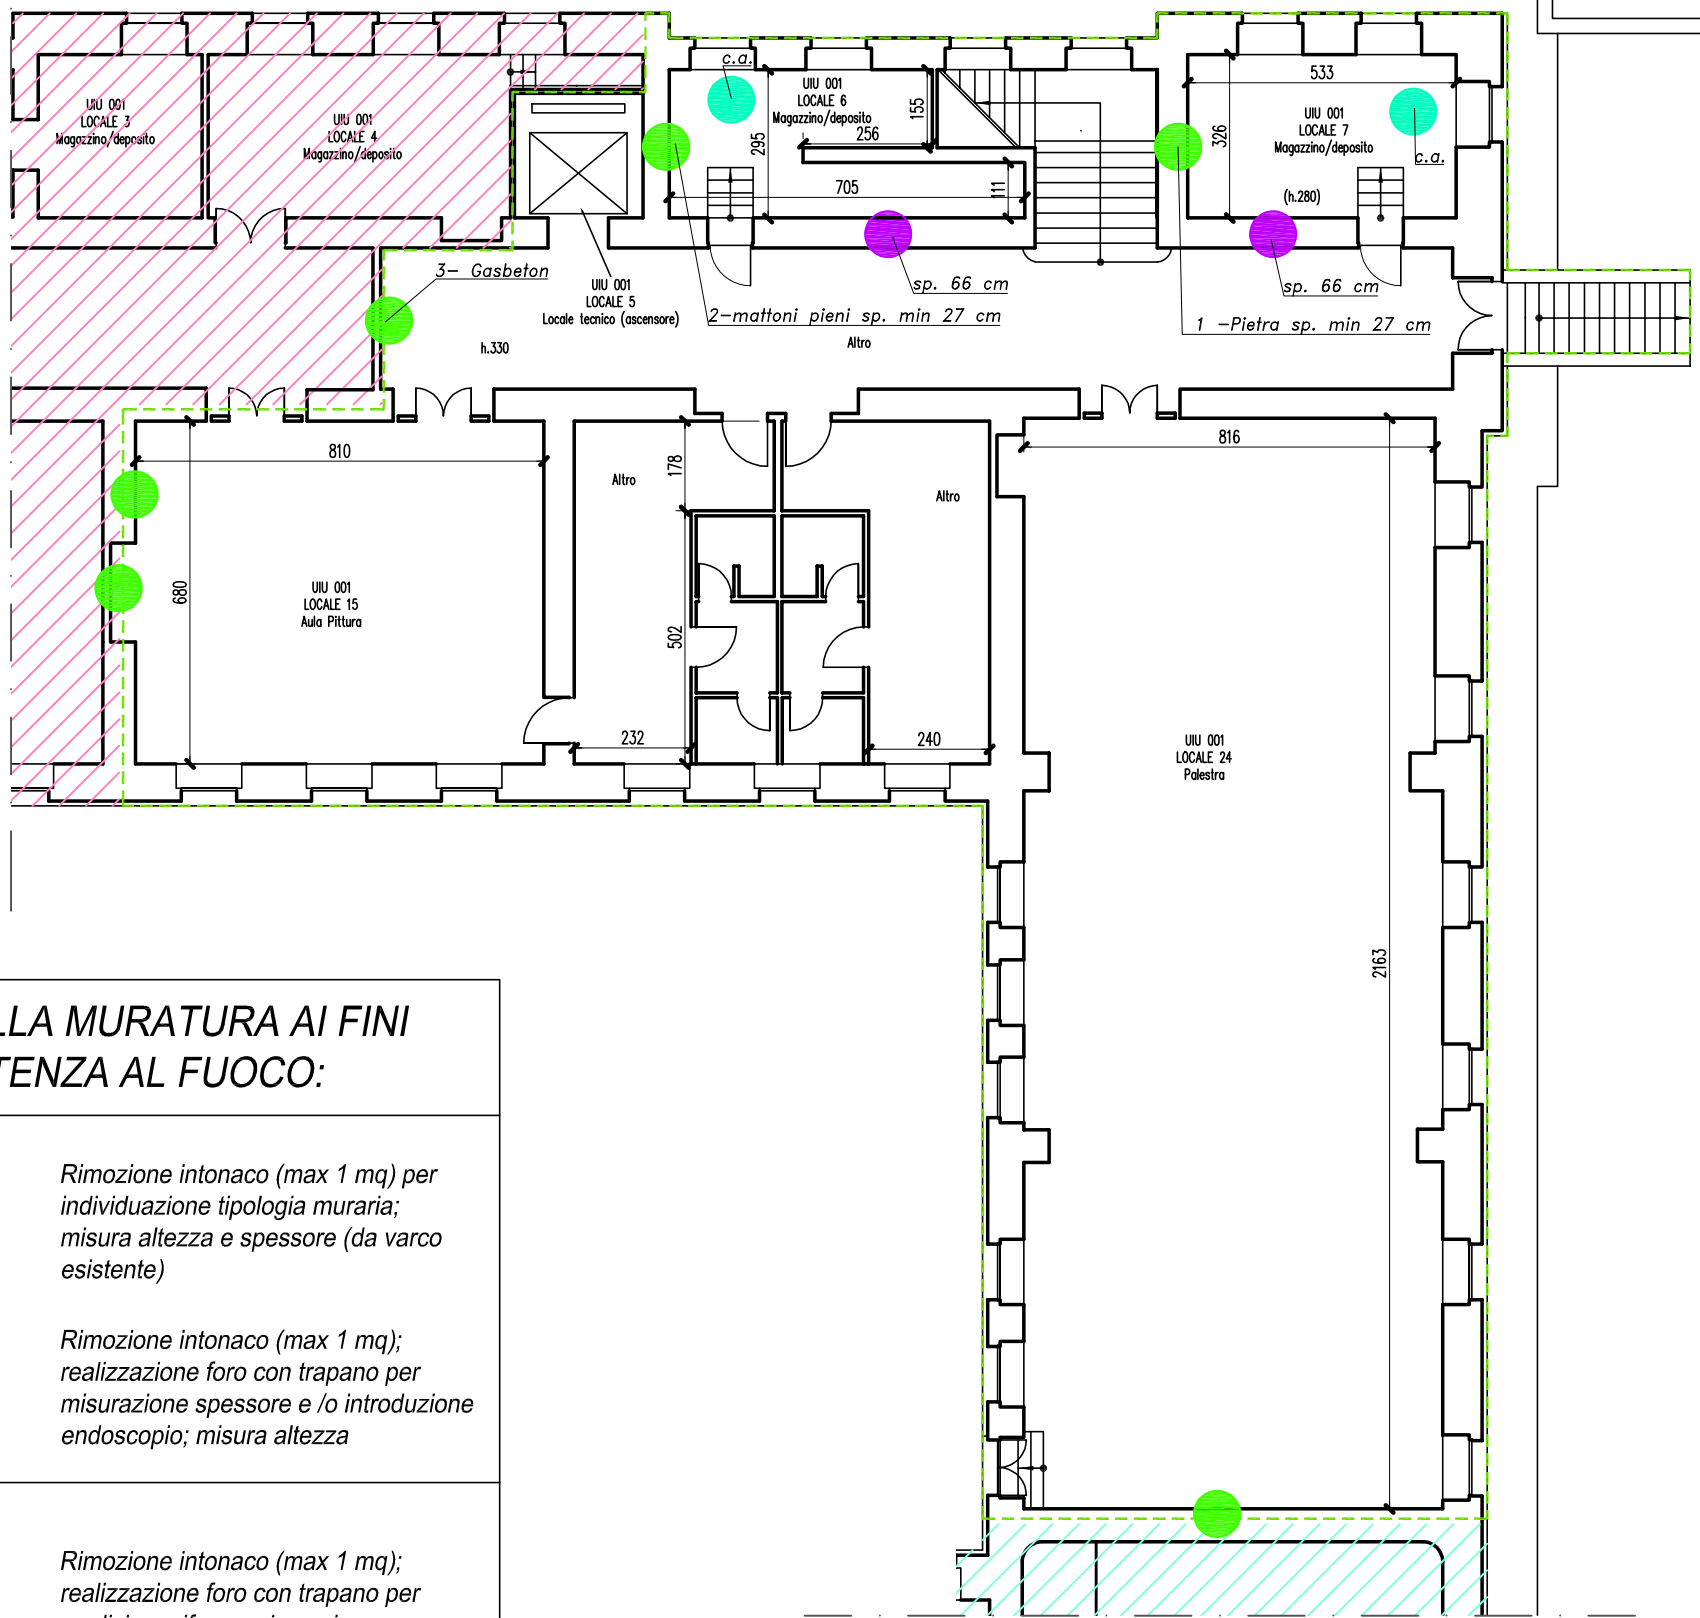 UIU 001
LOCALE 3
Magazzino/deposito
UIU 001
LOCALE 4
Magazzino/deposito
c.a.
UIU 001
LOCALE 6
Magazzino/deposito
256
155
295
705
111
533
UIU 001
LOCALE 7
Magazzino/deposito
326
c.a.
(h.280)
3- Gasbeton
UIU 001
LOCALE 5
Locale tecnico (ascensore)
sp. 66 cm
2-mattoni pieni sp. min 27 cm
sp. 66 cm
1 -Pietra sp. min 27 cm
h.330
Altro
810
178
Altro
Altro
816
680
UIU 001
LOCALE 15
Aula Pittura
502
232
240
UIU 001
LOCALE 24
Palestra
2163
LLA MURATURA AI FINI
TENZA AL FUOCO:
Rimozione intonaco (max 1 mq) per
individuazione tipologia muraria;
misura altezza e spessore (da varco
esistente)
Rimozione intonaco (max 1 mq);
realizzazione foro con trapano per
misurazione spessore e /o introduzione
endoscopio; misura altezza
Rimozione intonaco (max 1 mq);
realizzazione foro con trapano per